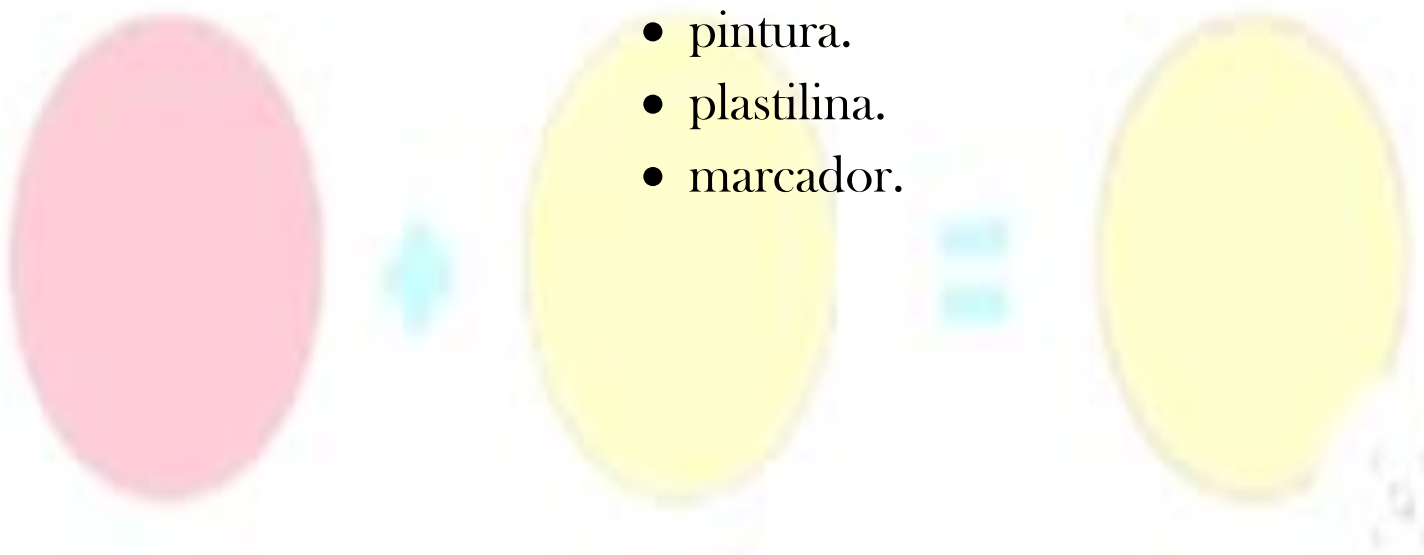 • pintura.
• plastilina.
• marcador.